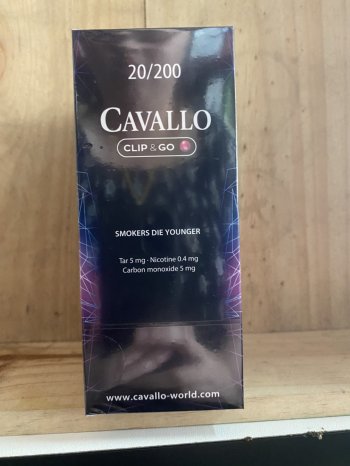 20/200
CAVALLO
CLIP & GO
SMOKERS DIE YOUNGER
Tar 5 mg · Nicotine 0.4 mg
Carbon monoxide 5 mg
www.cavallo-world.com